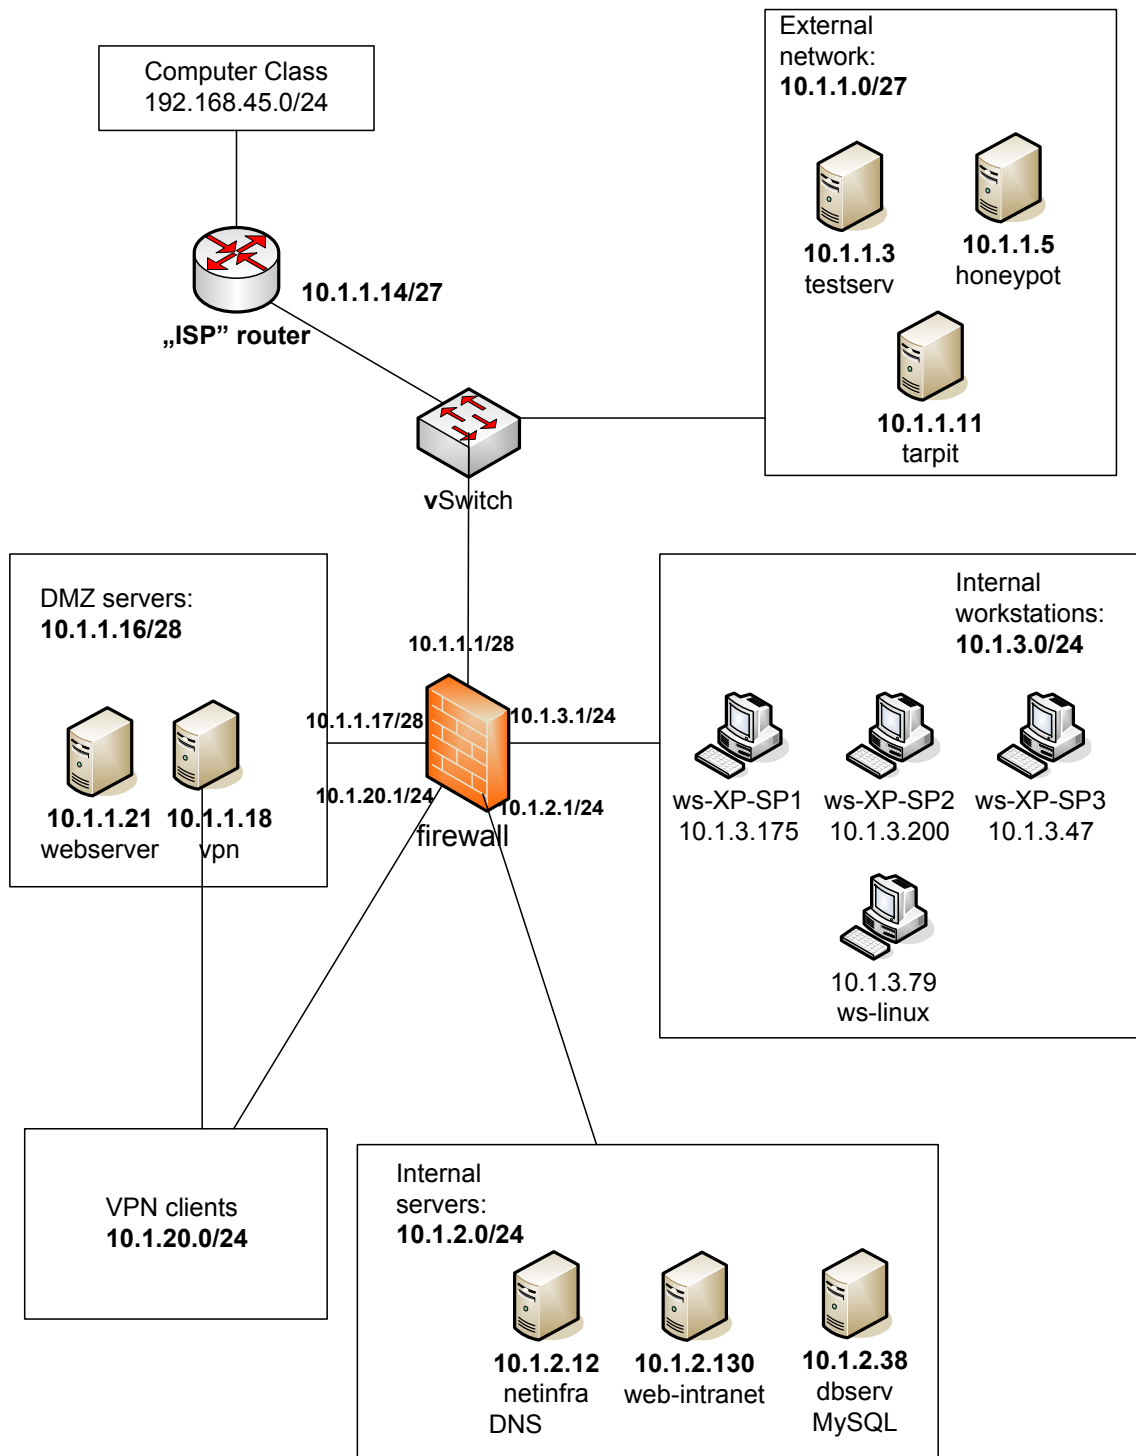 Computer Class
192.168.45.0/24
External
network:
10.1.1.0/27
10.1.1.3
testserv
10.1.1.5
honeypot
10.1.1.11
tarpit
10.1.1.14/27
„ISP” router
vSwitch
DMZ servers:
10.1.1.16/28
10.1.1.21
webserver
10.1.1.18
vpn
10.1.1.1/28
10.1.1.17/28
10.1.3.1/24
10.1.20.1/24
10.1.2.1/24
firewall
Internal
workstations:
10.1.3.0/24
ws-XP-SP1
10.1.3.175
ws-XP-SP2
10.1.3.200
ws-XP-SP3
10.1.3.47
10.1.3.79
ws-linux
VPN clients
10.1.20.0/24
Internal
servers:
10.1.2.0/24
10.1.2.12
netinfra
DNS
10.1.2.130
web-intranet
10.1.2.38
dbserv
MySQL